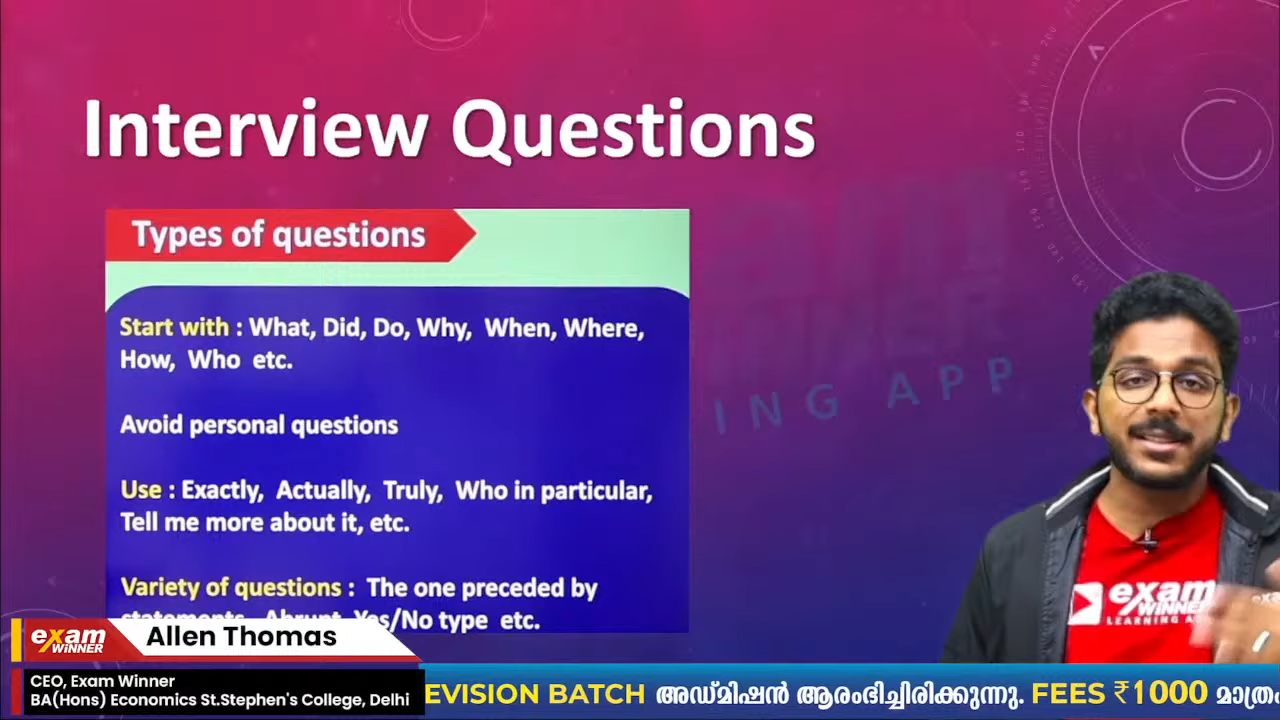 Interview Questions
Types of questions
Start with : What, Did, Do, Why, When, Where,
How, Who etc.
Avoid personal questions
Use : Exactly, Actually, Truly, Who in particular,
Tell me more about it, etc.
Variety of questions : The one preceded by
statements, Abrupt, Yes/No type etc.
ING APP
exam
WINNER
LEARNING A
exam
WiNNER
Allen Thomas
CEO, Exam Winner
BA(Hons) Economics St.Stephen's College, Delhi
EVISION BATCH അഡ്മിഷൻ ആരംഭിച്ചിരിക്കുന്നു. FEES ₹1000 മാത്ര